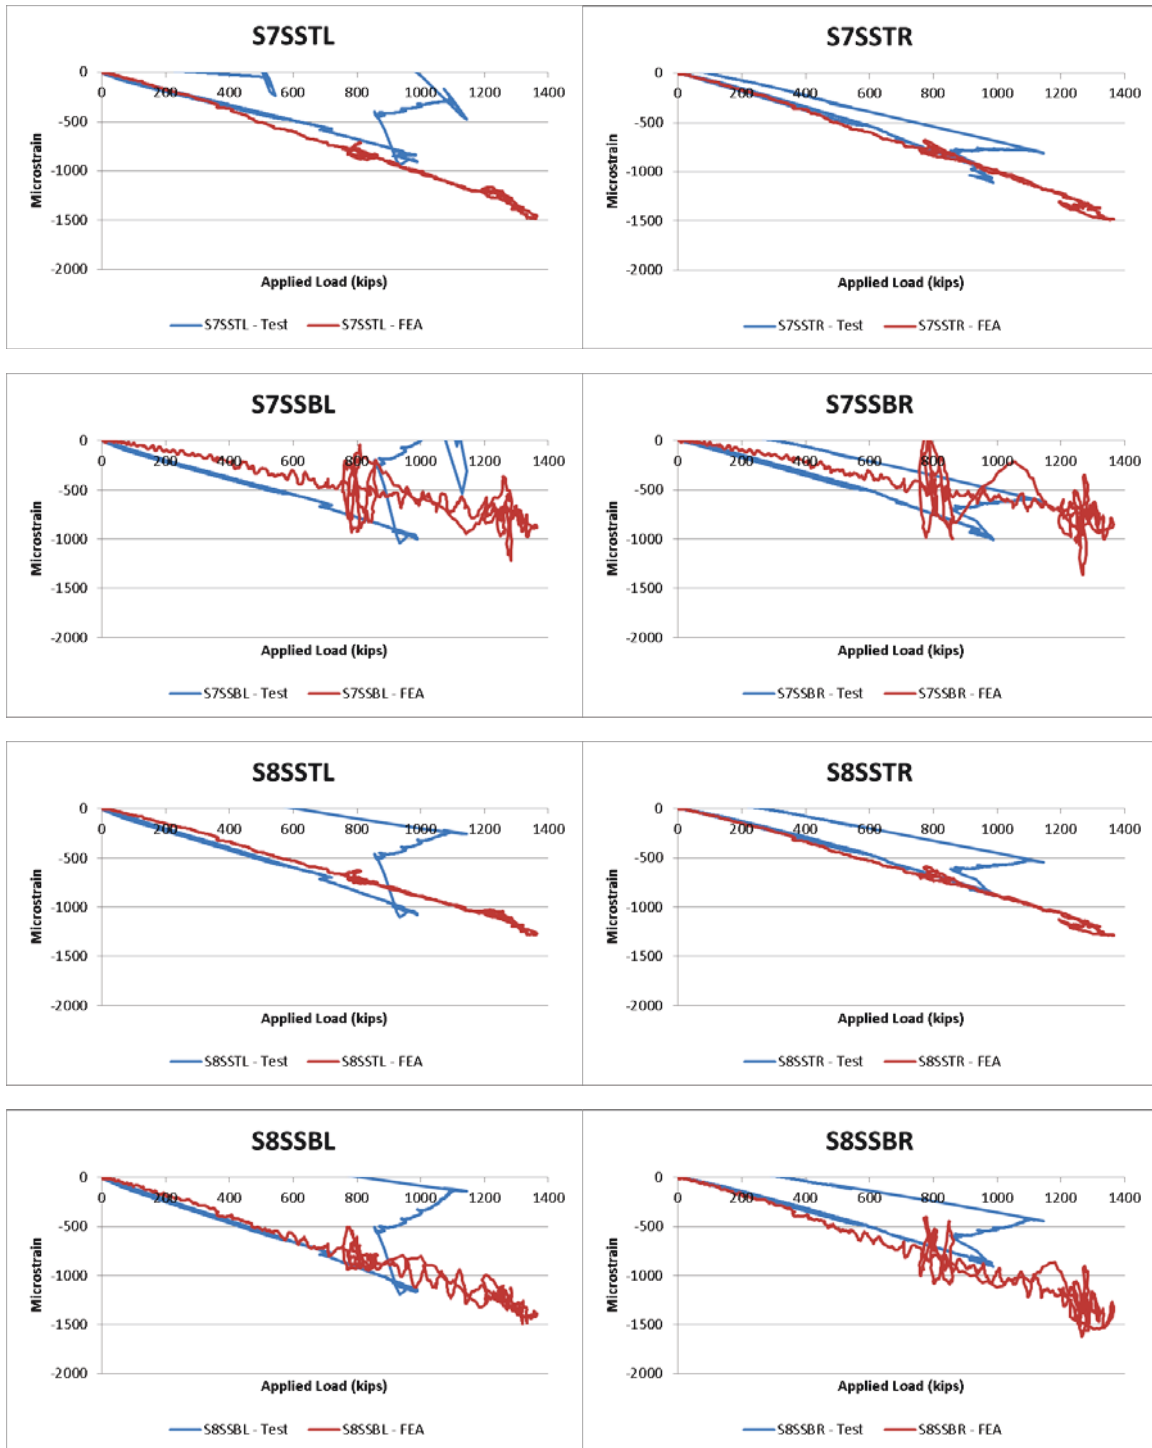 S7SSTL
0
0 200 400 600 800 1000 1200 1400
-500
-1000
-1500
-2000
Microstrain
Applied Load (kips)
S7SSTL - Test S7SSTL - FEA
S7SSTR
0
0 200 400 600 800 1000 1200 1400
-500
-1000
-1500
-2000
Microstrain
Applied Load (kips)
S7SSTR - Test S7SSTR - FEA
S7SSBL
0
0 200 400 600 800 1000 1200 1400
-500
-1000
-1500
-2000
Microstrain
Applied Load (kips)
S7SSBL - Test S7SSBL - FEA
S7SSBR
0
0 200 400 600 800 1000 1200 1400
-500
-1000
-1500
-2000
Microstrain
Applied Load (kips)
S7SSBR - Test S7SSBR - FEA
S8SSTL
0
0 200 400 600 800 1000 1200 1400
-500
-1000
-1500
-2000
Microstrain
Applied Load (kips)
S8SSTL - Test S8SSTL - FEA
S8SSTR
0
0 200 400 600 800 1000 1200 1400
-500
-1000
-1500
-2000
Microstrain
Applied Load (kips)
S8SSTR - Test S8SSTR - FEA
S8SSBL
0
0 200 400 600 800 1000 1200 1400
-500
-1000
-1500
-2000
Microstrain
Applied Load (kips)
S8SSBL - Test S8SSBL - FEA
S8SSBR
0
0 200 400 600 800 1000 1200 1400
-500
-1000
-1500
-2000
Microstrain
Applied Load (kips)
S8SSBR - Test S8SSBR - FEA